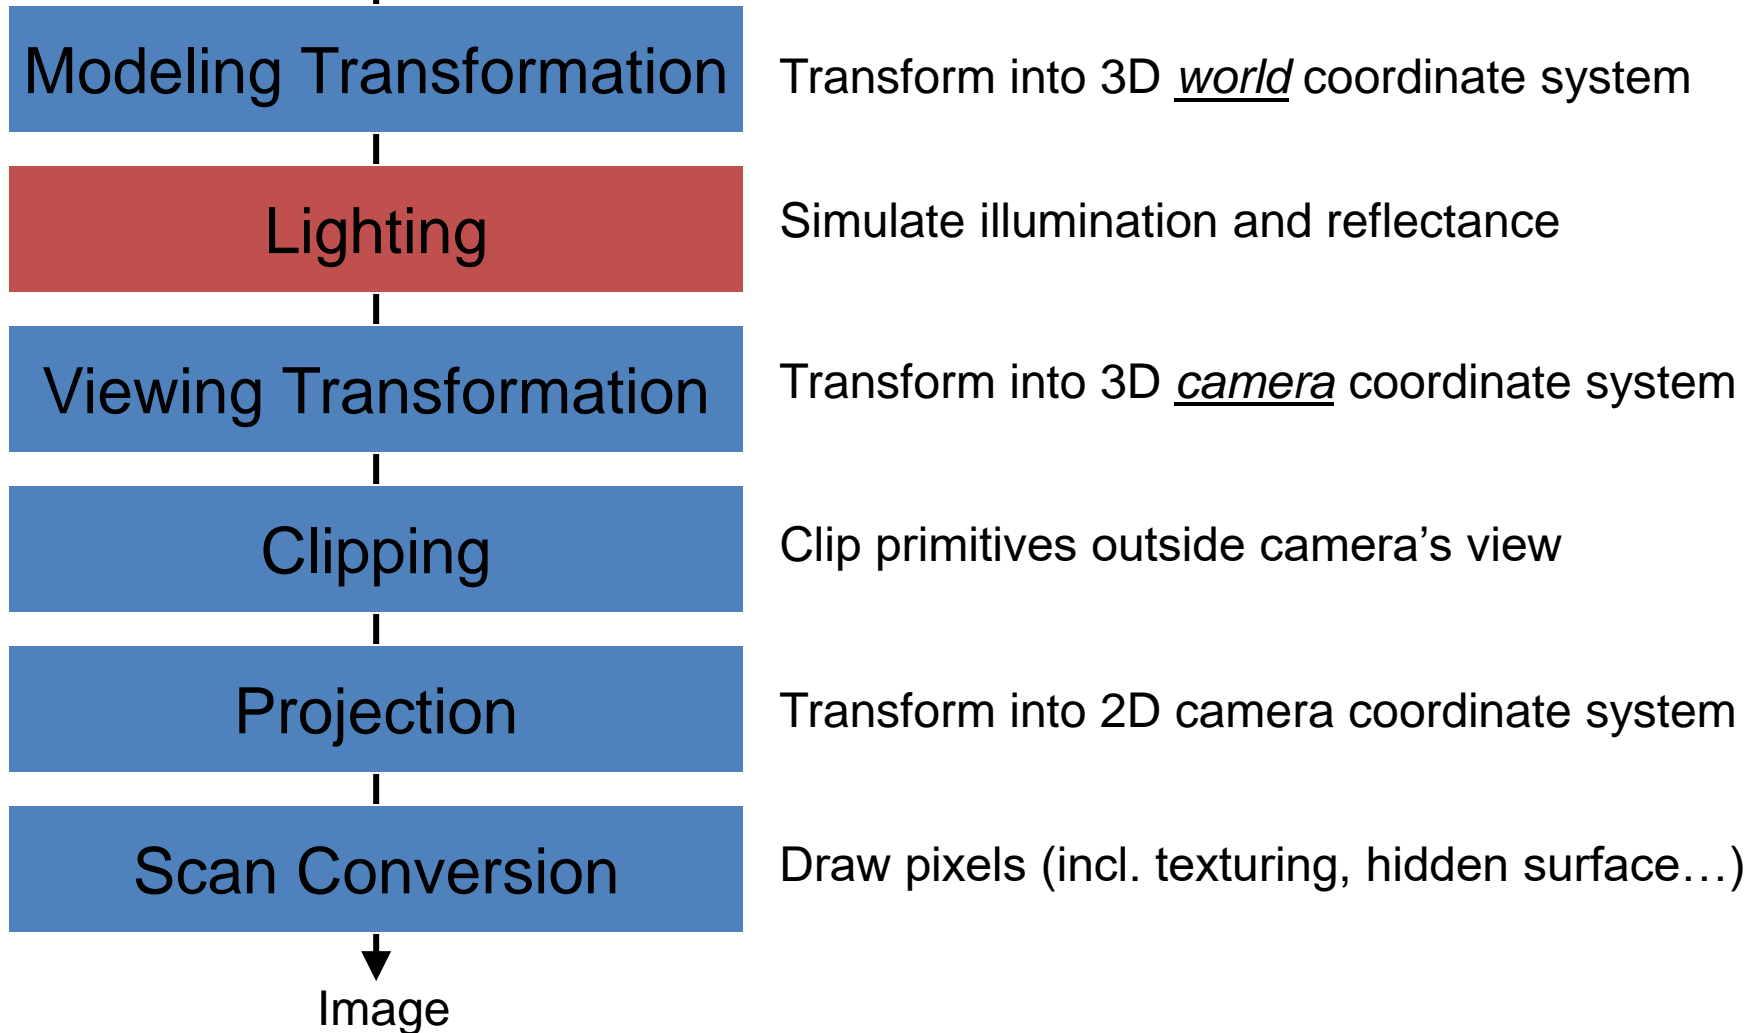 Modeling Transformation Transform into 3D world coordinate system
Lighting Simulate illumination and reflectance
Viewing Transformation Transform into 3D camera coordinate system
Clipping Clip primitives outside camera’s view
Projection Transform into 2D camera coordinate system
Scan Conversion Draw pixels (incl. texturing, hidden surface…)
Image